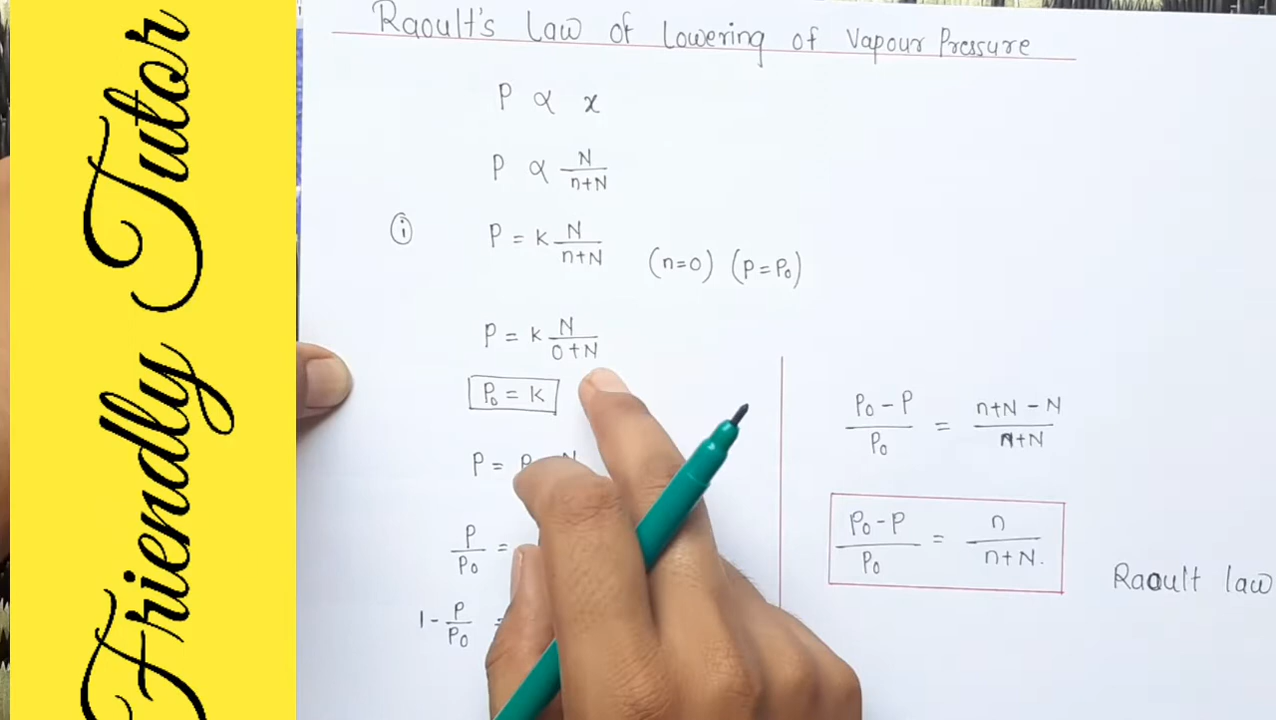 Friendly Tutor
Raoult's Law of Lowering of Vapour Pressure
P ∝ x
P ∝ N/n+N
i P = k N/n+N (n=0) (P=P₀)
P = k N/0+N
P₀ = k
P = P N
P/P₀ =
1 - P/P₀ =
P₀-P/P₀ = n+N-N/n+N
P₀-P/P₀ = n/n+N.
Raoult law